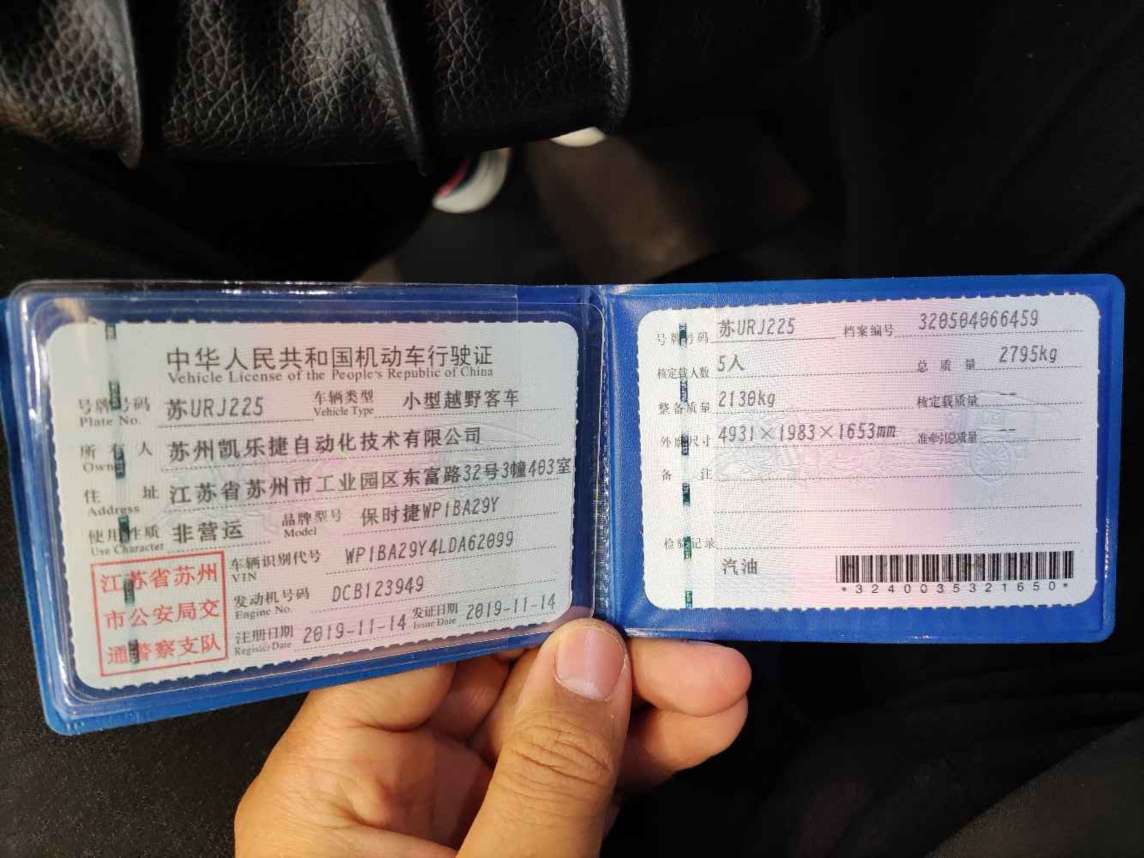 中华人民共和国机动车行驶证
Vehicle License of the People's Republic of China
号牌号码 苏URJ225 车辆类型 小型越野客车
Plate No. Vehicle Type
所有人 苏州凯乐捷自动化技术有限公司
Owner
住址 江苏省苏州市工业园区东富路32号3幢403室
Address
使用性质 非营运 品牌型号 保时捷WP1BA29Y
Use Character Model
车辆识别代号 WP1BA29Y4LDA62099
VIN
发动机号码 DCB123949
Engine No.
注册日期 2019-11-14 发证日期 2019-11-14
Register Date Issue Date
江苏省苏州
市公安局交
通警察支队
号牌号码 苏URJ225 档案编号 320504066459
核定载人数 5人 总质量 2795kg
整备质量 2130kg 核定载质量 --
外廓尺寸 4931×1983×1653mm 准牵引总质量 --
备注
检验记录
汽油
*3240035321650*